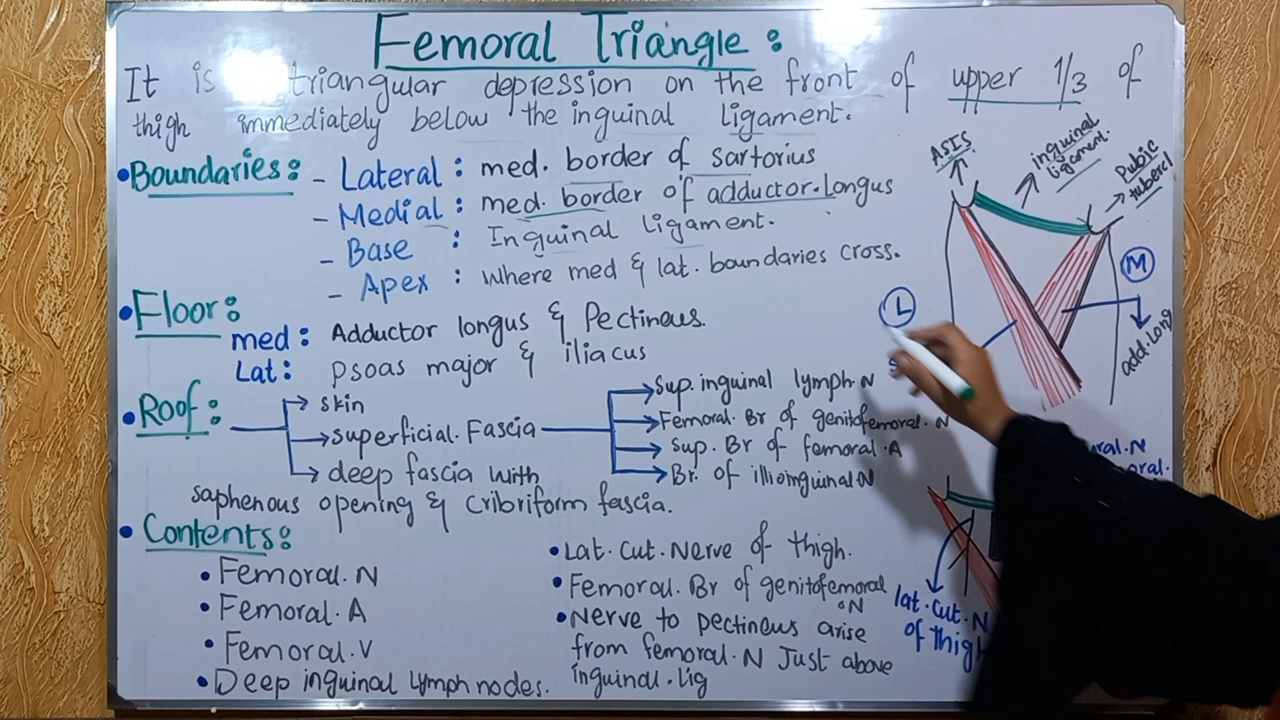 Femoral Triangle:
It is triangular depression on the front of upper 1/3 of
thigh immediately below the inguinal ligament.
• Boundaries: - Lateral : med. border of sartorius
- Medial : med. border of adductor.longus
- Base : Inguinal Ligament.
- Apex : where med & lat. boundaries cross.
• Floor:
med: Adductor longus & Pectineus.
Lat: psoas major & iliacus
• Roof:
skin
superficial. Fascia
deep fascia with
saphenous opening & Cribriform fascia.
Sup. inguinal lymph.N
Femoral. Br of genitofemoral. N
Sup. Br of femoral.A
Br. of illioinguinal.N
• Contents:
• Femoral.N
• Femoral.A
• Femoral.V
• Deep inguinal lymph nodes.
• Lat. Cut. Nerve of thigh.
• Femoral. Br of genitofemoral
.N
• Nerve to pectineus arise
from femoral.N Just above
inguinal.lig
ASIS
inguinal
ligament.
Pubic
tubercl
M
L
add.Long
lat.cut.N
of thigh